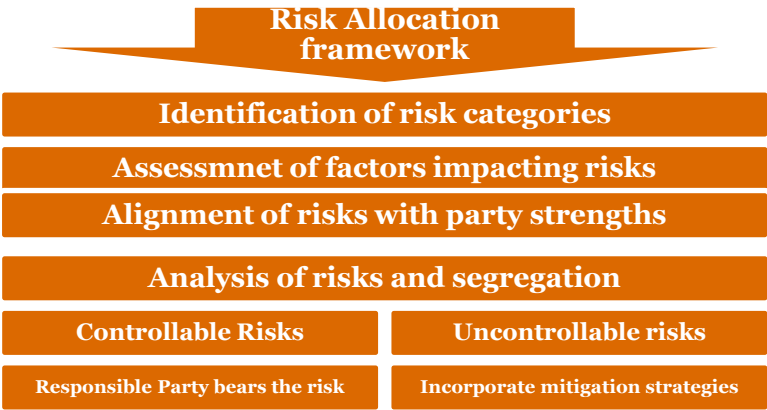 Risk Allocation
framework
Identification of risk categories
Assessmnet of factors impacting risks
Alignment of risks with party strengths
Analysis of risks and segregation
Controllable Risks
Uncontrollable risks
Responsible Party bears the risk
Incorporate mitigation strategies